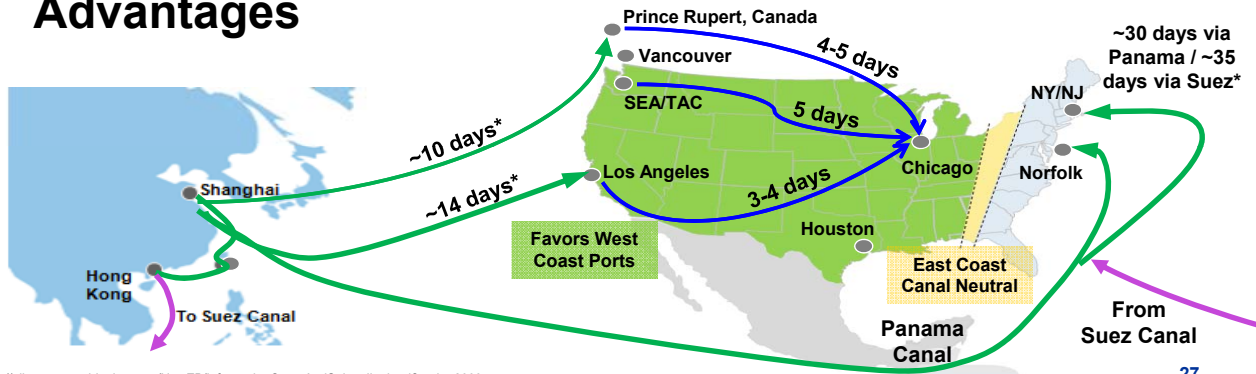 Advantages
Prince Rupert, Canada
Vancouver
SEA/TAC
4-5 days
5 days
~30 days via
Panama / ~35
days via Suez*
NY/NJ
~10 days*
Shanghai
~14 days*
Los Angeles
3-4 days
Chicago
Norfolk
Favors West
Coast Ports
Houston
East Coast
Canal Neutral
Hong
Kong
To Suez Canal
Panama
Canal
From
Suez Canal
27